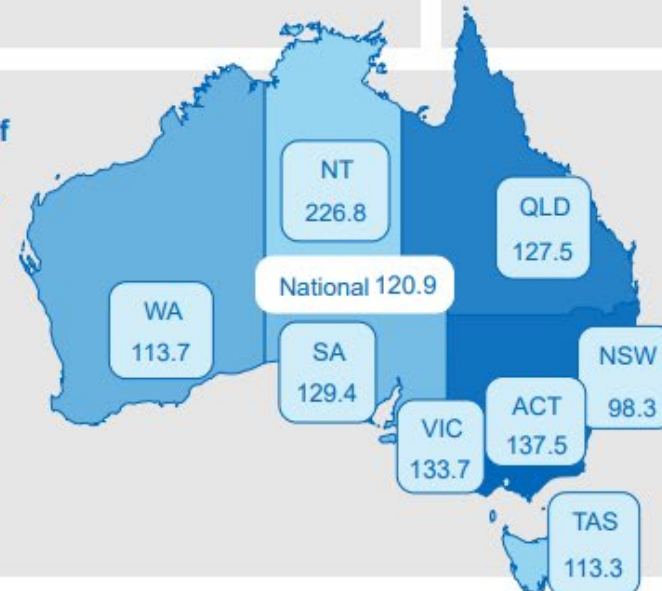 f
NT
226.8
QLD
127.5
National 120.9
WA
113.7
SA
129.4
NSW
98.3
ACT
137.5
VIC
133.7
TAS
113.3